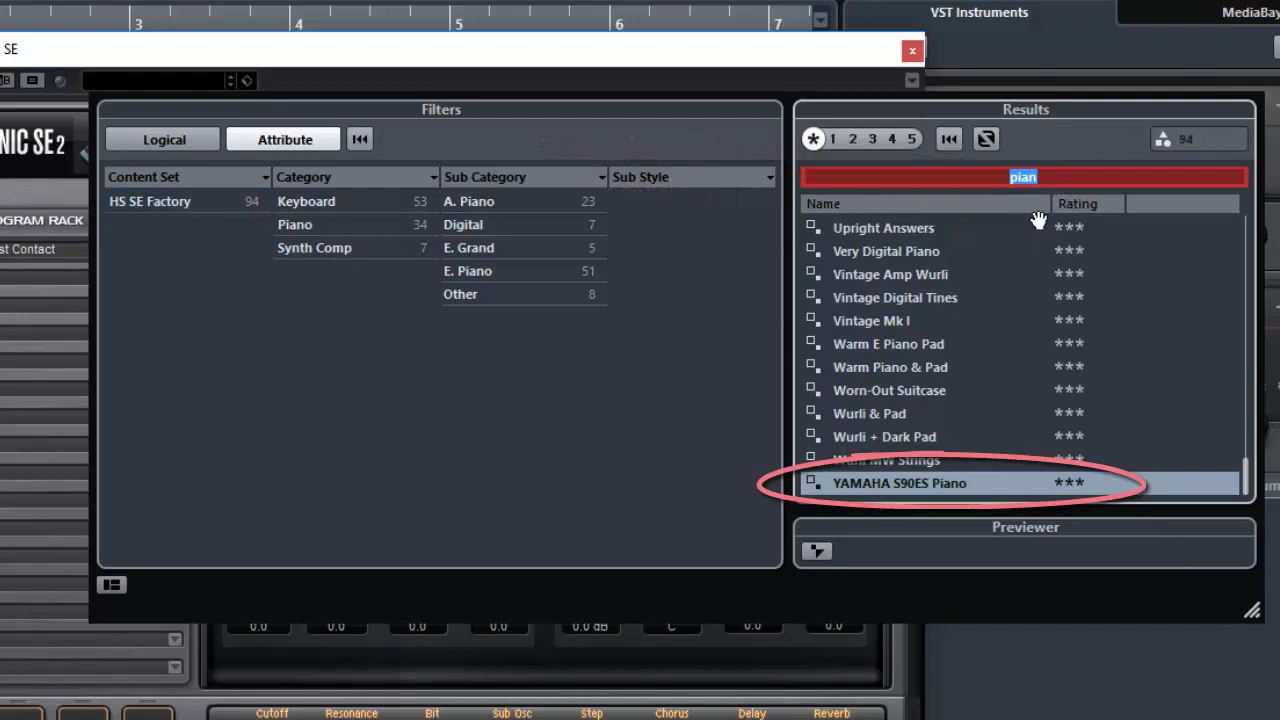 3 4 5 6 7
VST Instruments
MediaBay
SE
NIC SE2
OGRAM RACK
st Contact
Filters
Logical Attribute
Content Set Category Sub Category Sub Style
HS SE Factory 94 Keyboard 53 A. Piano 23
Piano 34 Digital 7
Synth Comp 7 E. Grand 5
E. Piano 51
Other 8
Results
* 1 2 3 4 5 94
pian
Name Rating
Upright Answers ***
Very Digital Piano ***
Vintage Amp Wurli ***
Vintage Digital Tines ***
Vintage Mk I ***
Warm E Piano Pad ***
Warm Piano & Pad ***
Worn-Out Suitcase ***
Wurli & Pad ***
Wurli + Dark Pad ***
Wurli MW Strings ***
YAMAHA S90ES Piano ***
Previewer
0.0 0.0 0.0 0.0 0.0 dB C 0.0 0.0
Cutoff Resonance Bit Sub Osc Step Chorus Delay Reverb